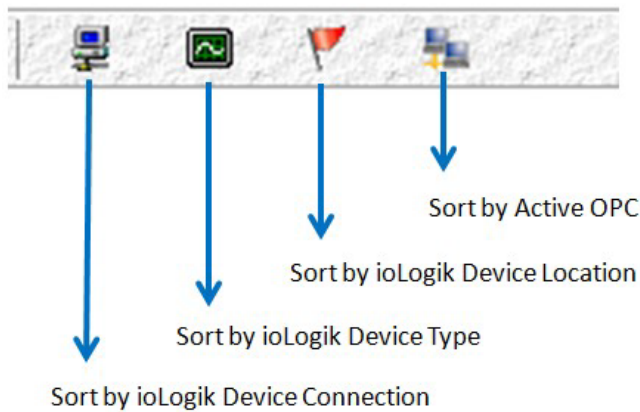 Sort by Active OPC
Sort by ioLogik Device Location
Sort by ioLogik Device Type
Sort by ioLogik Device Connection